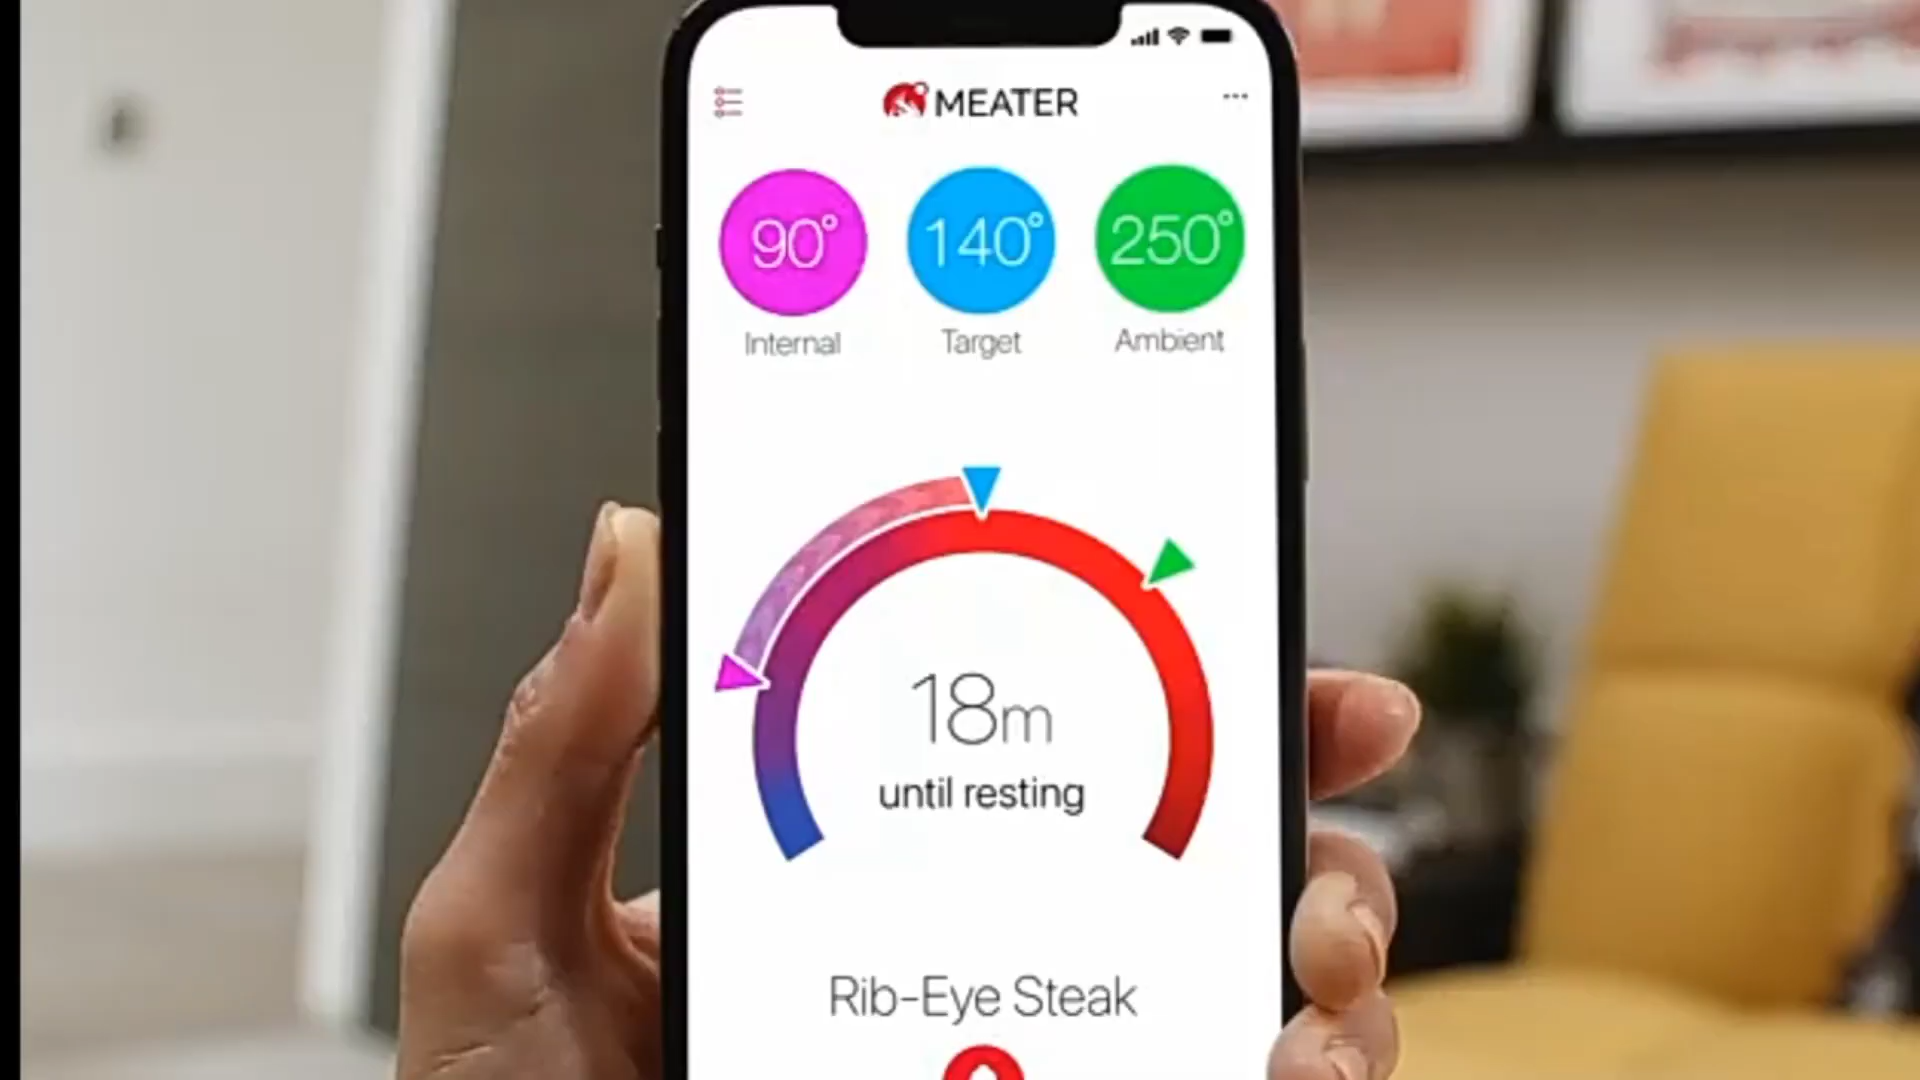 MEATER
90° 140° 250°
Internal Target Ambient
18m
until resting
Rib-Eye Steak